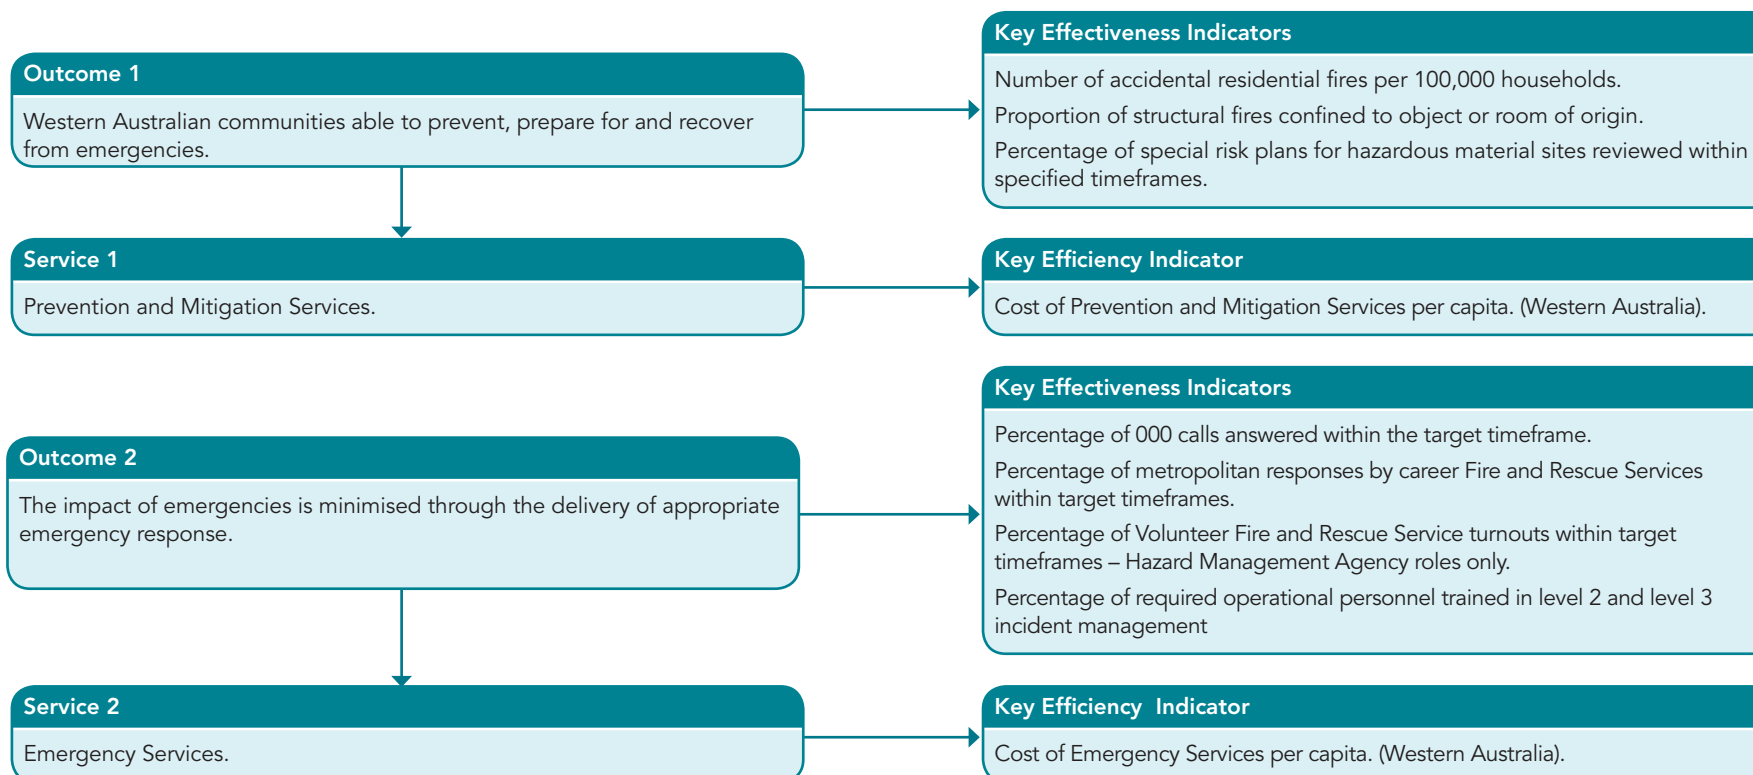 Outcome 1
Western Australian communities able to prevent, prepare for and recover
from emergencies.
Key Effectiveness Indicators
Number of accidental residential fires per 100,000 households.
Proportion of structural fires confined to object or room of origin.
Percentage of special risk plans for hazardous material sites reviewed within
specified timeframes.
Service 1
Prevention and Mitigation Services.
Key Efficiency Indicator
Cost of Prevention and Mitigation Services per capita. (Western Australia).
Outcome 2
The impact of emergencies is minimised through the delivery of appropriate
emergency response.
Key Effectiveness Indicators
Percentage of 000 calls answered within the target timeframe.
Percentage of metropolitan responses by career Fire and Rescue Services
within target timeframes.
Percentage of Volunteer Fire and Rescue Service turnouts within target
timeframes – Hazard Management Agency roles only.
Percentage of required operational personnel trained in level 2 and level 3
incident management
Service 2
Emergency Services.
Key Efficiency  Indicator
Cost of Emergency Services per capita. (Western Australia).